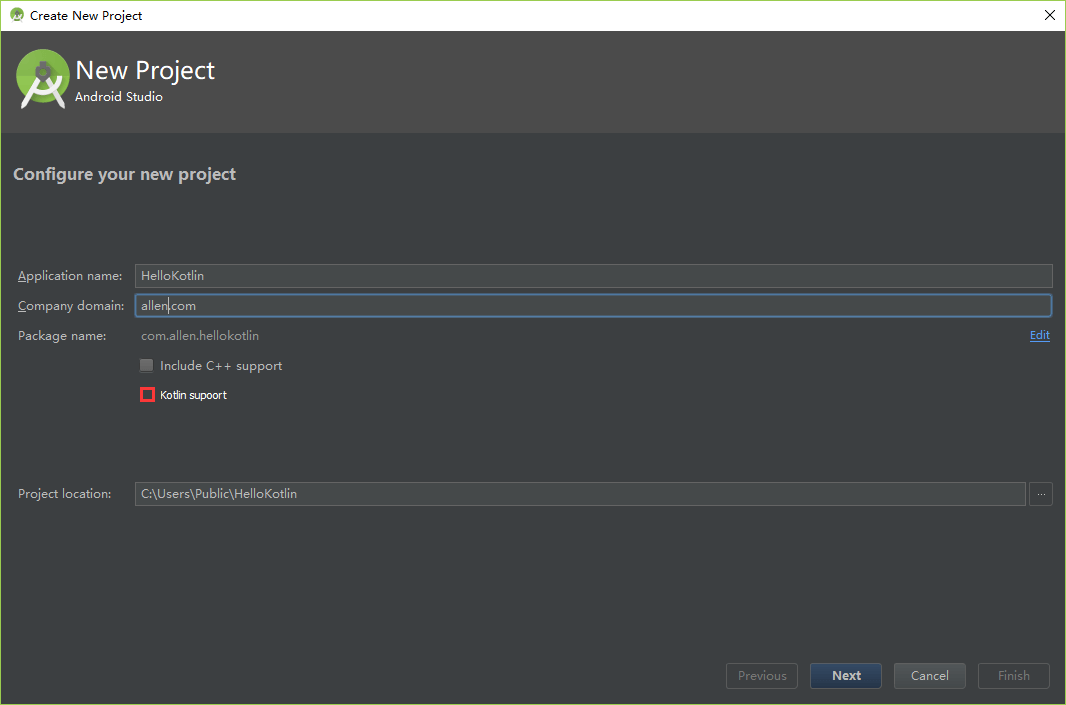 Create New Project
New Project
Android Studio
Configure your new project
Application name: HelloKotlin
Company domain: allen.com
Package name: com.allen.hellokotlin Edit
Include C++ support
Kotlin supoort
Project location: C:\Users\Public\HelloKotlin ...
Previous Next Cancel Finish